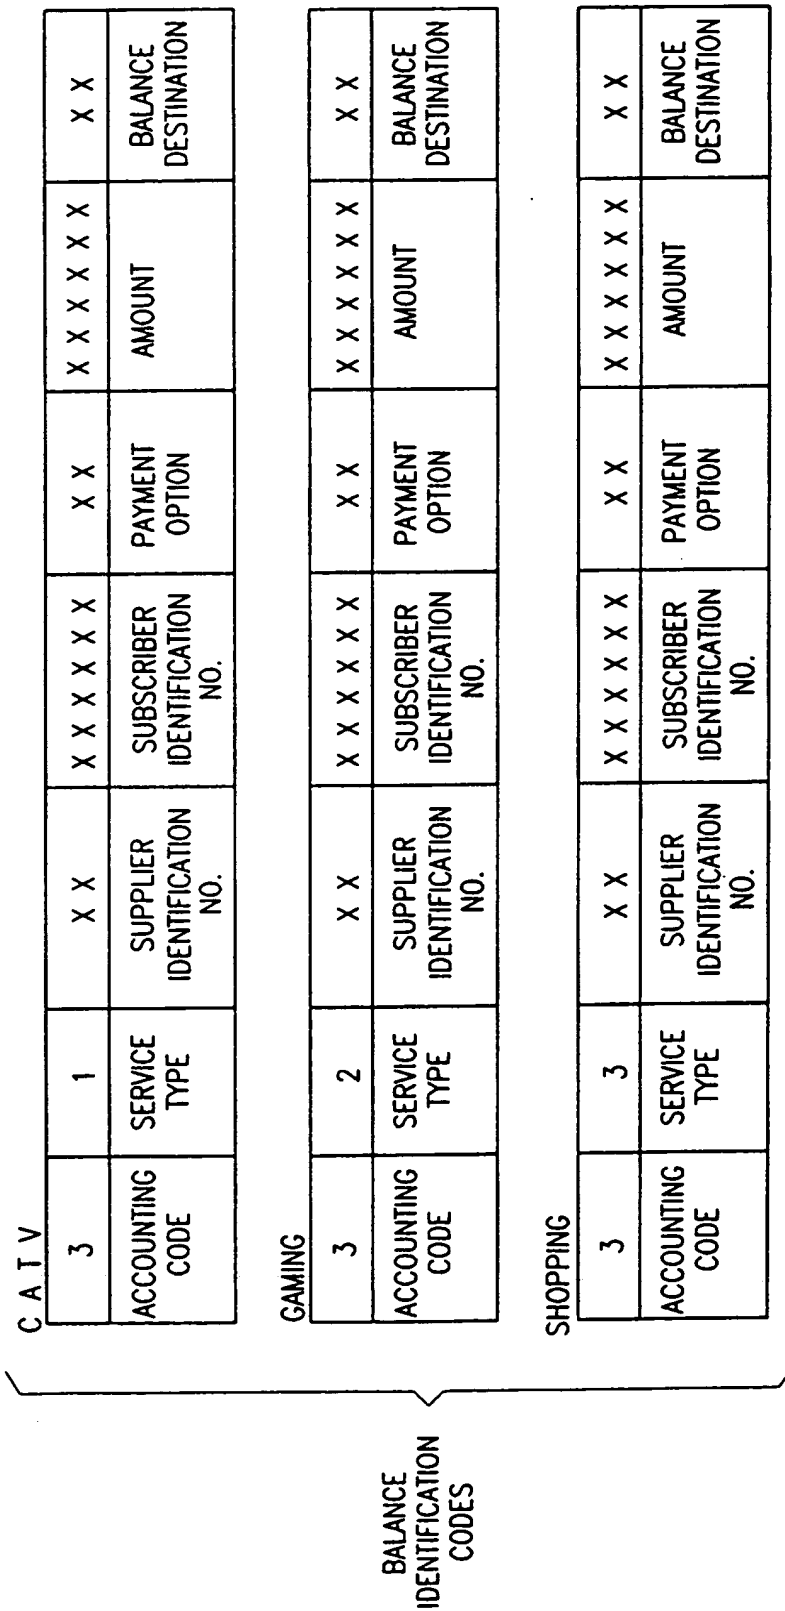 BALANCE
IDENTIFICATION
CODES
C A T V
3 1 X X X X X X X X X X X X X X X X X X
ACCOUNTING CODE
SERVICE TYPE
SUPPLIER IDENTIFICATION NO.
SUBSCRIBER IDENTIFICATION NO.
PAYMENT OPTION
AMOUNT
BALANCE DESTINATION
GAMING
3 2 X X X X X X X X X X X X X X X X X X
ACCOUNTING CODE
SERVICE TYPE
SUPPLIER IDENTIFICATION NO.
SUBSCRIBER IDENTIFICATION NO.
PAYMENT OPTION
AMOUNT
BALANCE DESTINATION
SHOPPING
3 3 X X X X X X X X X X X X X X X X X X
ACCOUNTING CODE
SERVICE TYPE
SUPPLIER IDENTIFICATION NO.
SUBSCRIBER IDENTIFICATION NO.
PAYMENT OPTION
AMOUNT
BALANCE DESTINATION